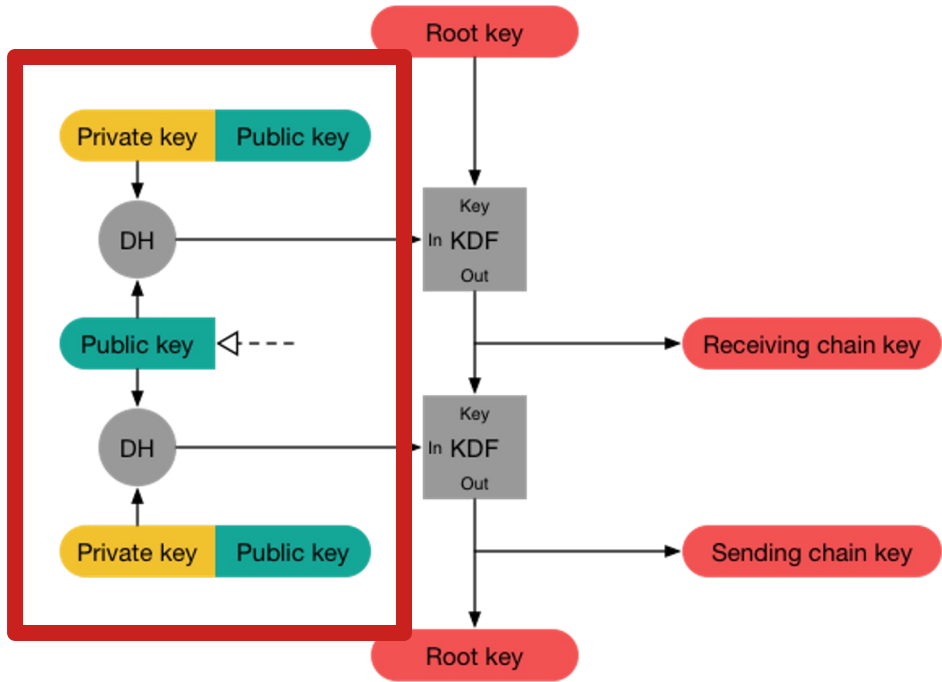 Root key
Private key Public key
Key
DH
In KDF
Out
Public key
Receiving chain key
Key
DH
In KDF
Out
Private key Public key
Sending chain key
Root key